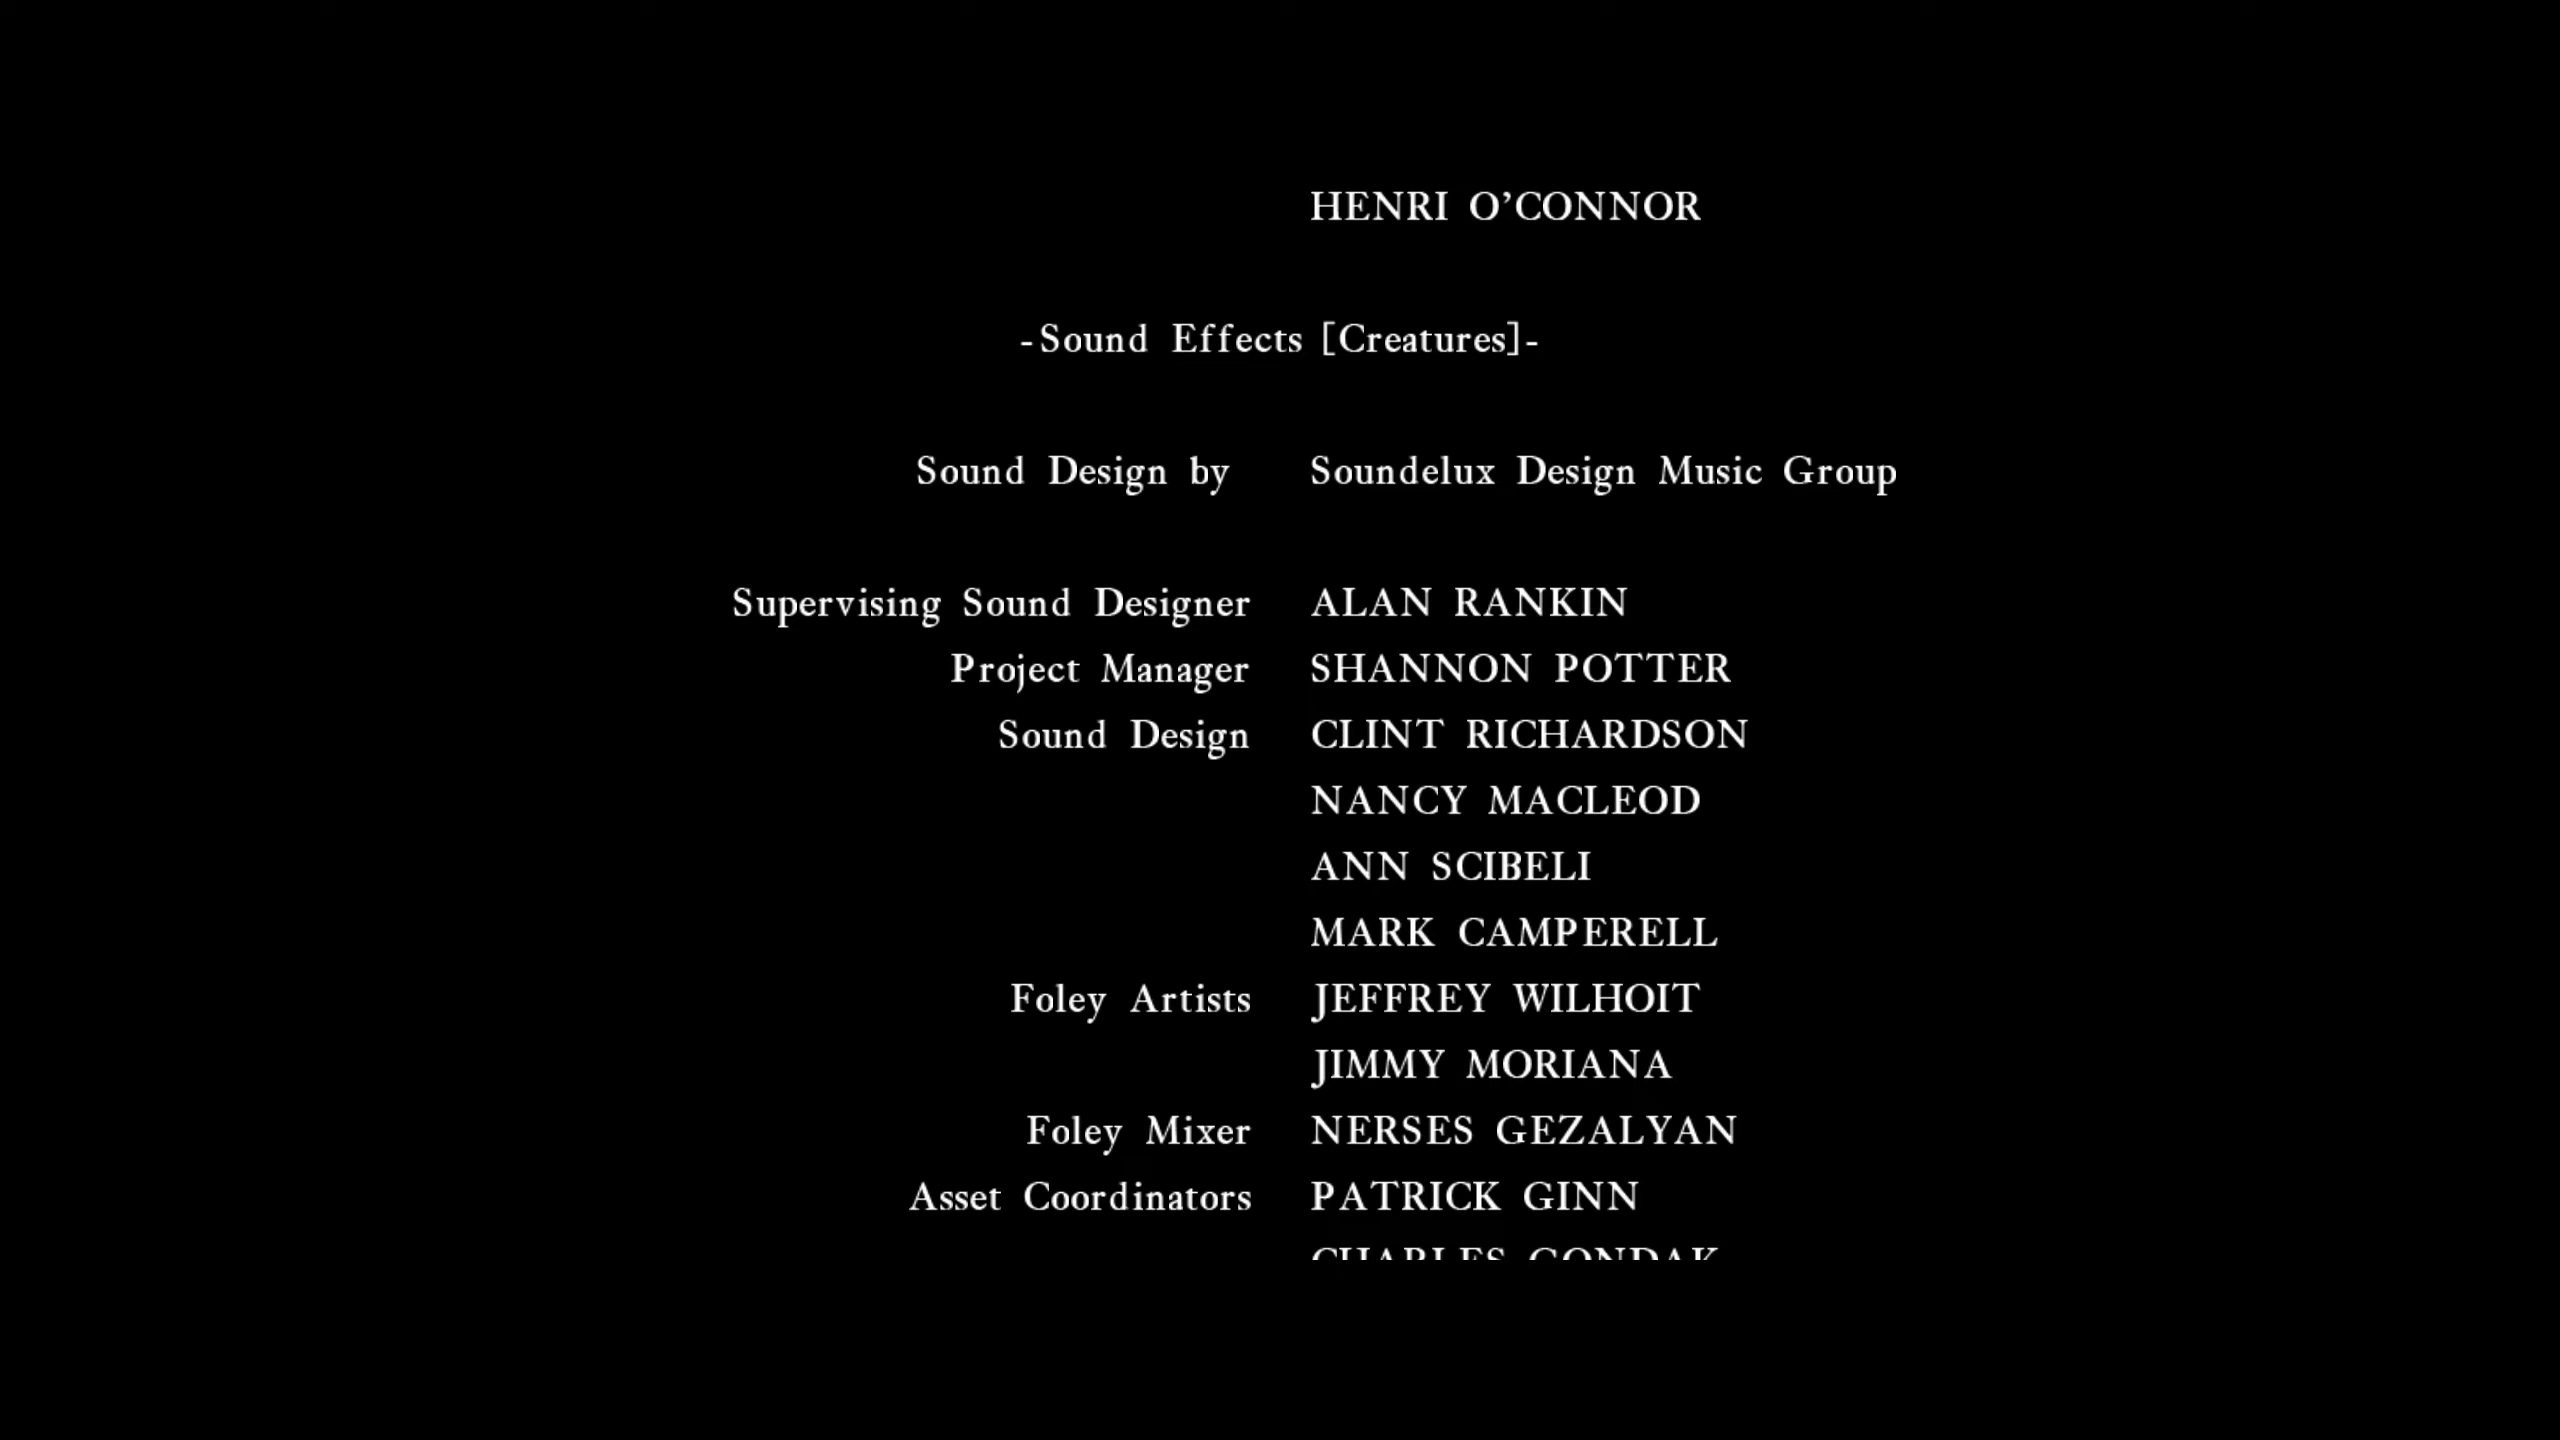 HENRI O’CONNOR
-Sound Effects [Creatures]-
Sound Design by Soundelux Design Music Group
Supervising Sound Designer ALAN RANKIN
Project Manager SHANNON POTTER
Sound Design CLINT RICHARDSON
NANCY MACLEOD
ANN SCIBELI
MARK CAMPERELL
Foley Artists JEFFREY WILHOIT
JIMMY MORIANA
Foley Mixer NERSES GEZALYAN
Asset Coordinators PATRICK GINN
CHARLES GONDAK